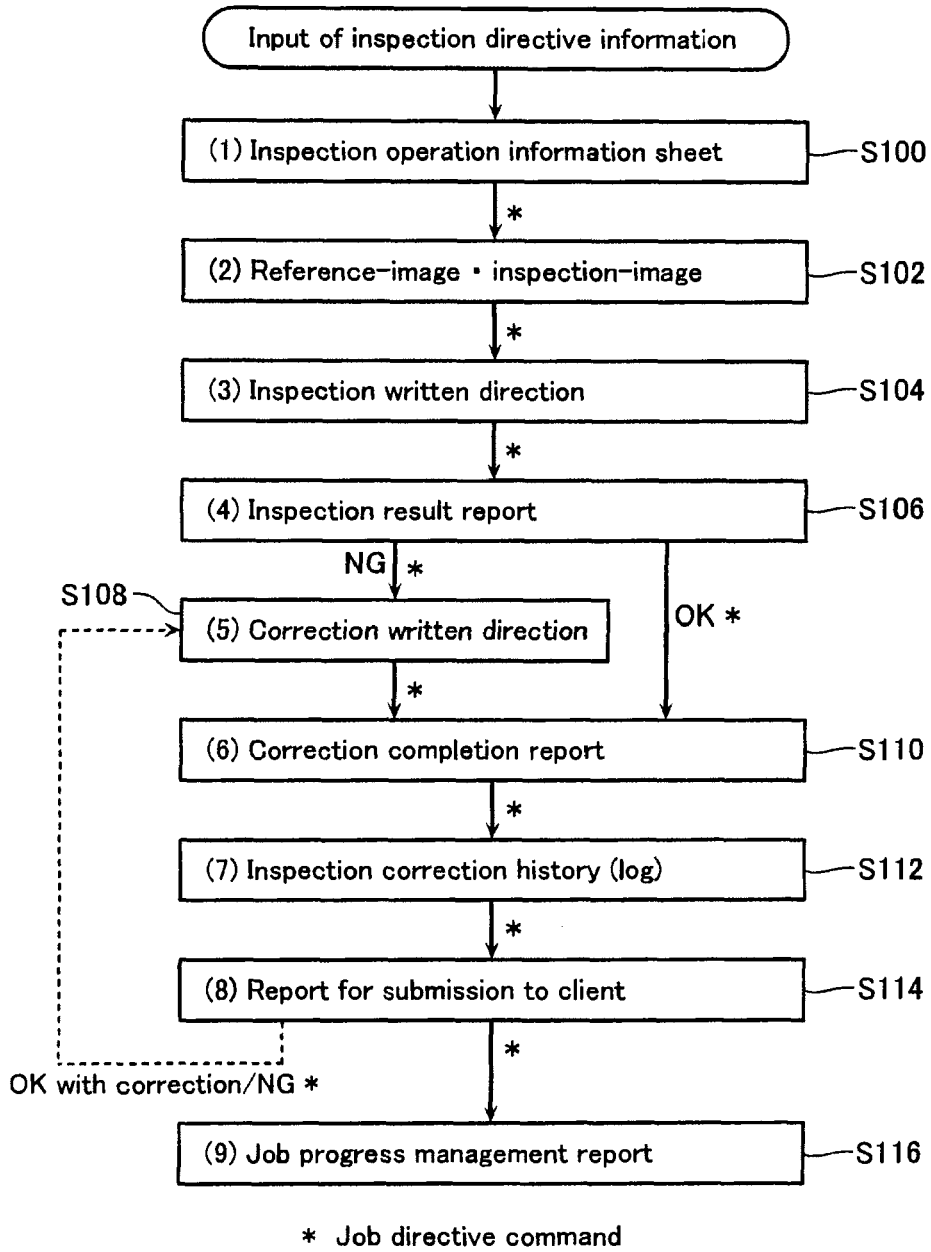 Input of inspection directive information
(1) Inspection operation information sheet
S100
*
(2) Reference-image・inspection-image
S102
*
(3) Inspection written direction
S104
*
(4) Inspection result report
S106
NG *
OK *
S108
(5) Correction written direction
*
(6) Correction completion report
S110
*
(7) Inspection correction history (log)
S112
*
(8) Report for submission to client
S114
*
OK with correction/NG *
(9) Job progress management report
S116
* Job directive command